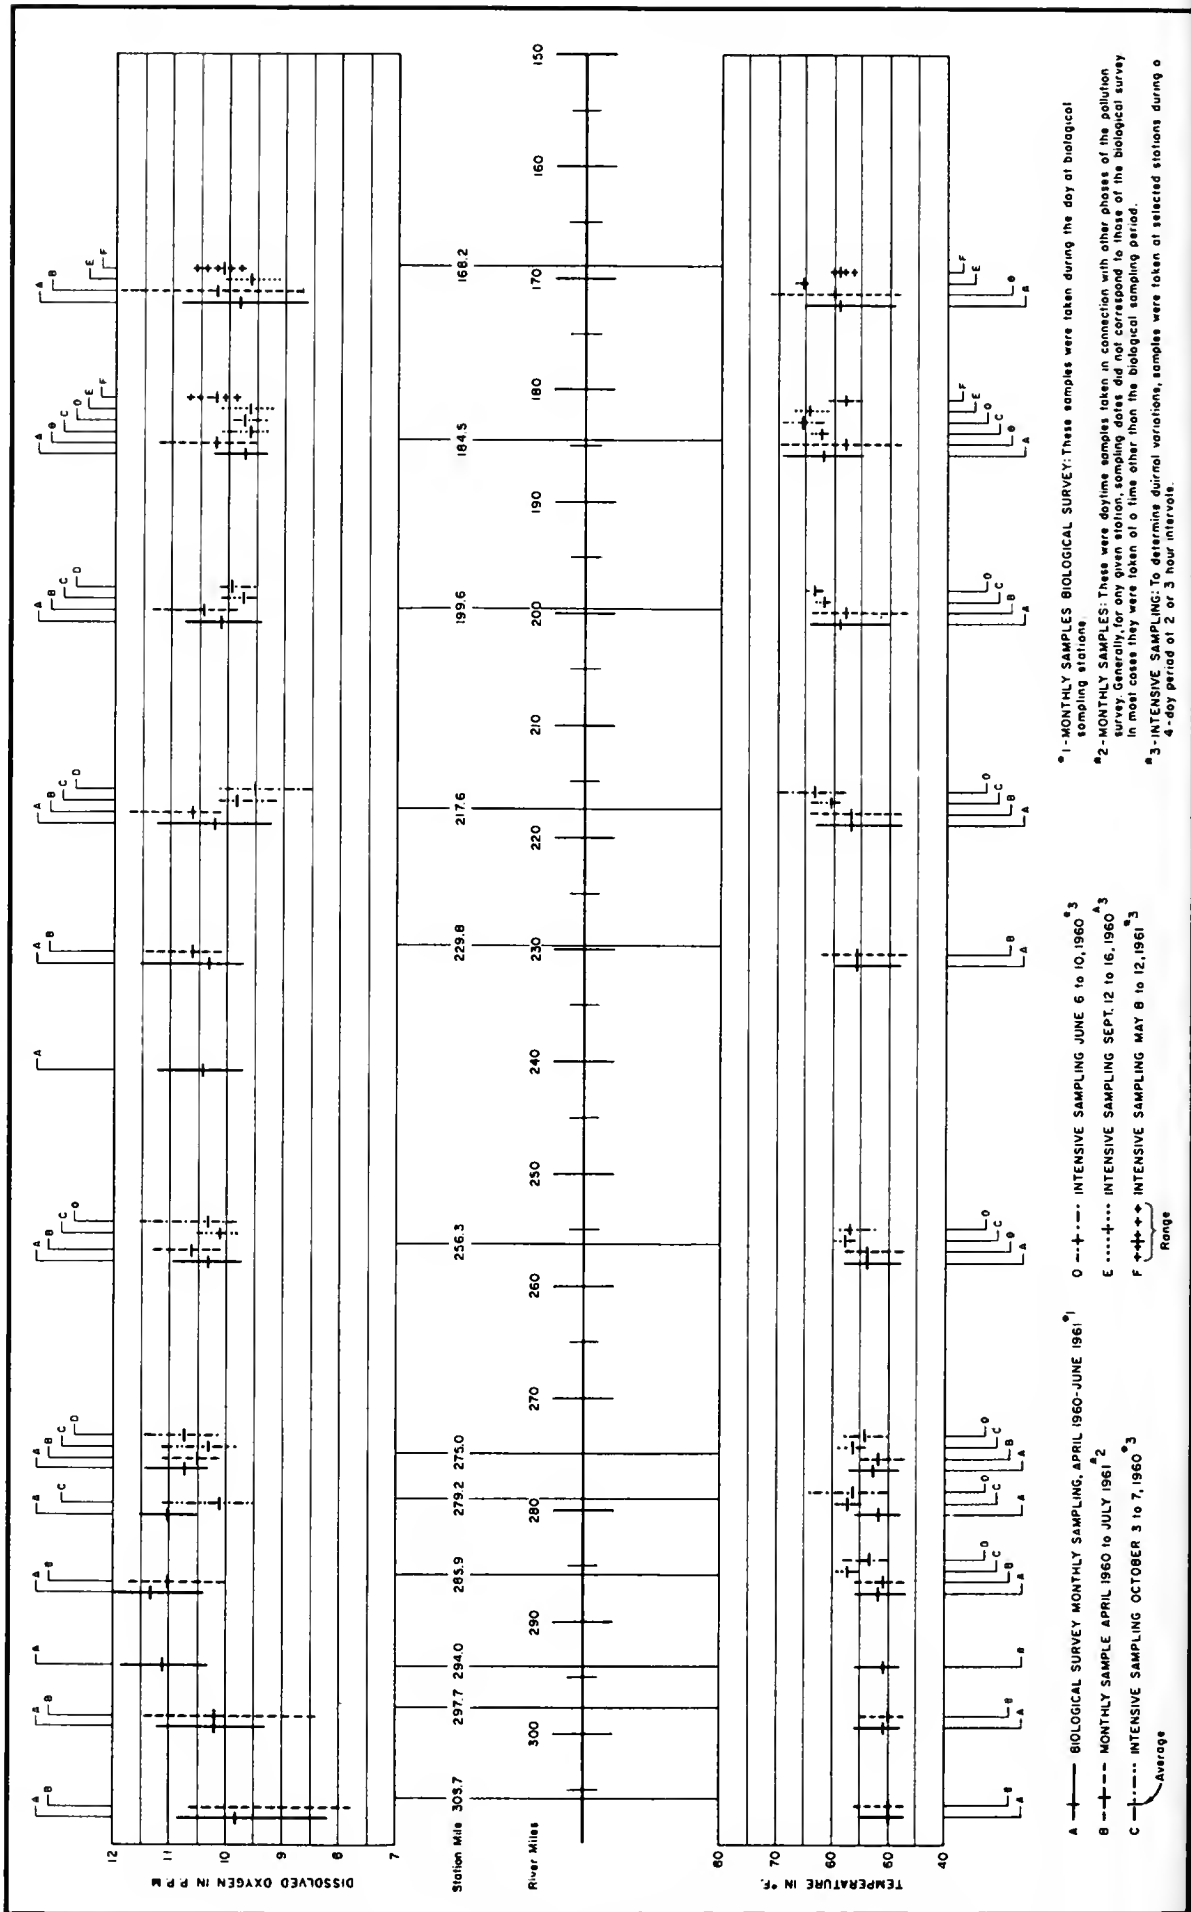 DISSOLVED OXYGEN IN P.P.M
12
11
10
9
8
7
A B
A B
A
A B
A C
A B C D
A B C D
A
A B
A B C D
A B C D
A B C D E F
A B E F
Station Mile 303.7 297.7 294.0 285.9 279.2 275.0 256.3 229.8 217.6 199.6 184.5 168.2
River Miles 300 290 280 270 260 250 240 230 220 210 200 190 180 170 160 150
TEMPERATURE IN °F.
80
70
60
50
40
A B
A B
A B C D
A C D
A B C D
A B C D
A B
A B C D
A B C D
A B C D E F
A B E F
A BIOLOGICAL SURVEY MONTHLY SAMPLING, APRIL 1960-JUNE 1961 *1
B MONTHLY SAMPLE APRIL 1960 to JULY 1961 *2
C INTENSIVE SAMPLING OCTOBER 3 to 7, 1960 *3
Average
D INTENSIVE SAMPLING JUNE 6 to 10, 1960 *3
E INTENSIVE SAMPLING SEPT. 12 to 16, 1960 *3
F INTENSIVE SAMPLING MAY 8 to 12, 1961 *3
Range
*1-MONTHLY SAMPLES BIOLOGICAL SURVEY: These samples were taken during the day at biological
sampling stations.
*2-MONTHLY SAMPLES: These were daytime samples taken in connection with other phases of the pollution
survey. Generally, for any given station, sampling dates did not correspond to those of the biological survey
In most cases they were taken at a time other than the biological sampling period.
*3-INTENSIVE SAMPLING: To determine duirnal variations, samples were taken at selected stations during a
4-day period at 2 or 3 hour intervals.